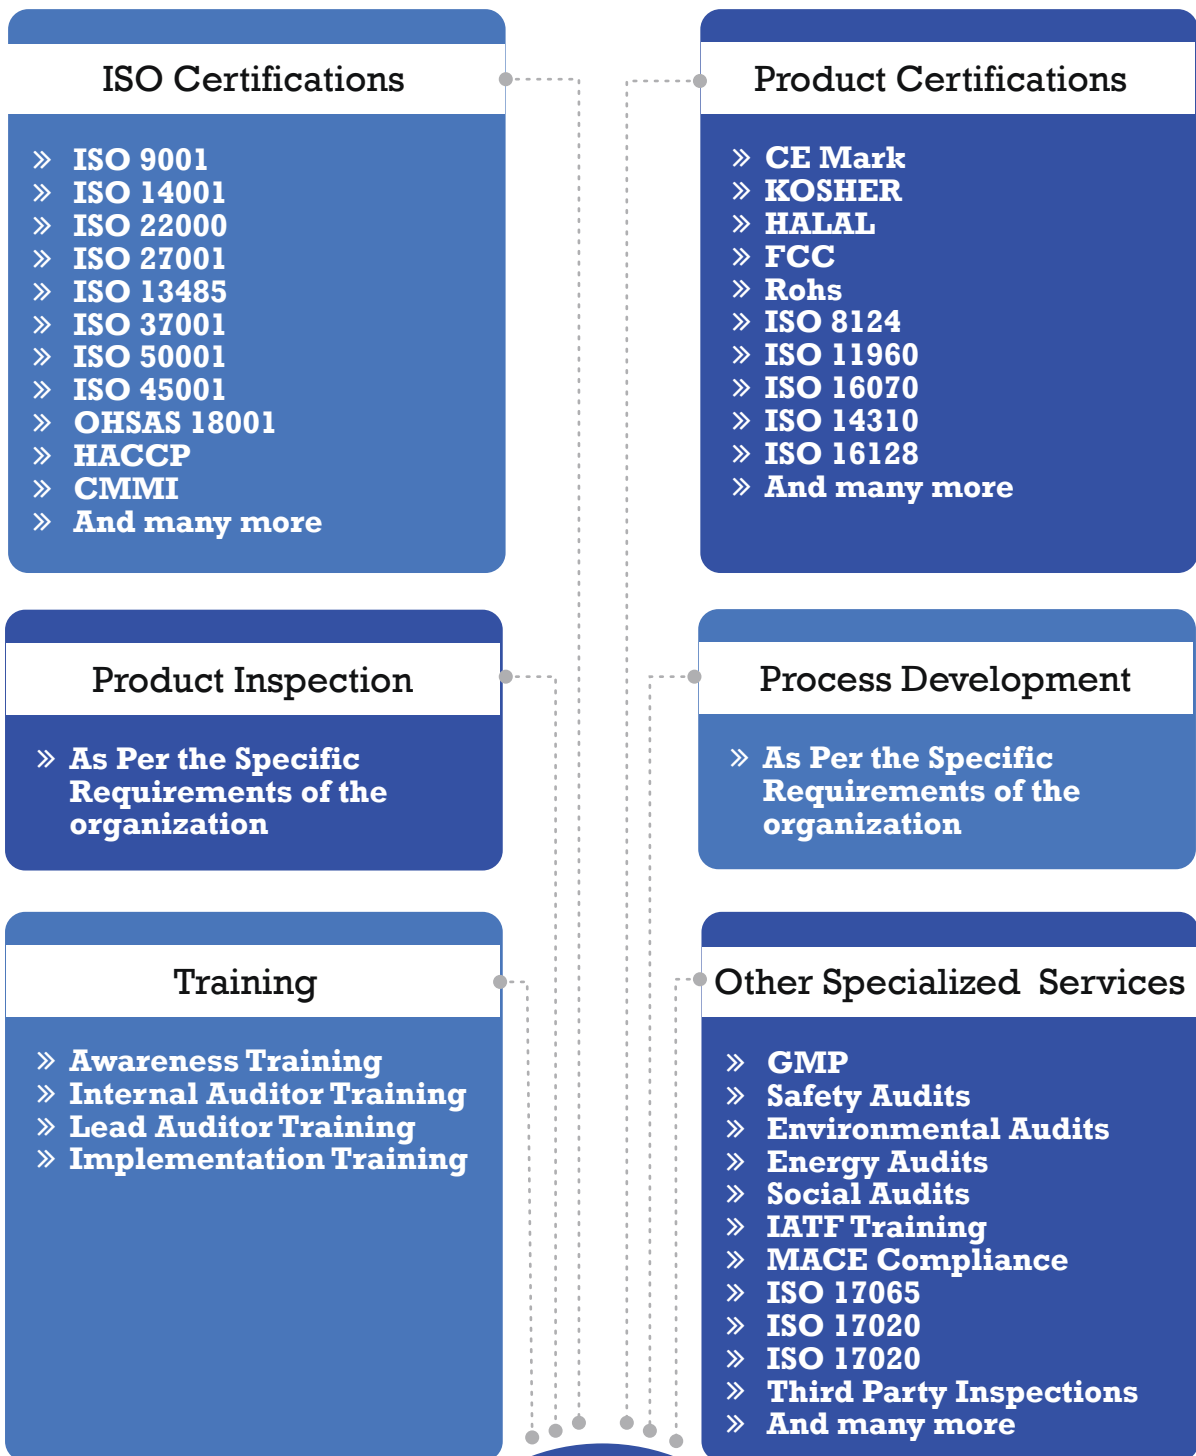 ISO Certifications
» ISO 9001
» ISO 14001
» ISO 22000
» ISO 27001
» ISO 13485
» ISO 37001
» ISO 50001
» ISO 45001
» OHSAS 18001
» HACCP
» CMMI
» And many more
Product Certifications
» CE Mark
» KOSHER
» HALAL
» FCC
» Rohs
» ISO 8124
» ISO 11960
» ISO 16070
» ISO 14310
» ISO 16128
» And many more
Product Inspection
» As Per the Specific
Requirements of the
organization
Process Development
» As Per the Specific
Requirements of the
organization
Training
» Awareness Training
» Internal Auditor Training
» Lead Auditor Training
» Implementation Training
Other Specialized Services
» GMP
» Safety Audits
» Environmental Audits
» Energy Audits
» Social Audits
» IATF Training
» MACE Compliance
» ISO 17065
» ISO 17020
» ISO 17020
» Third Party Inspections
» And many more